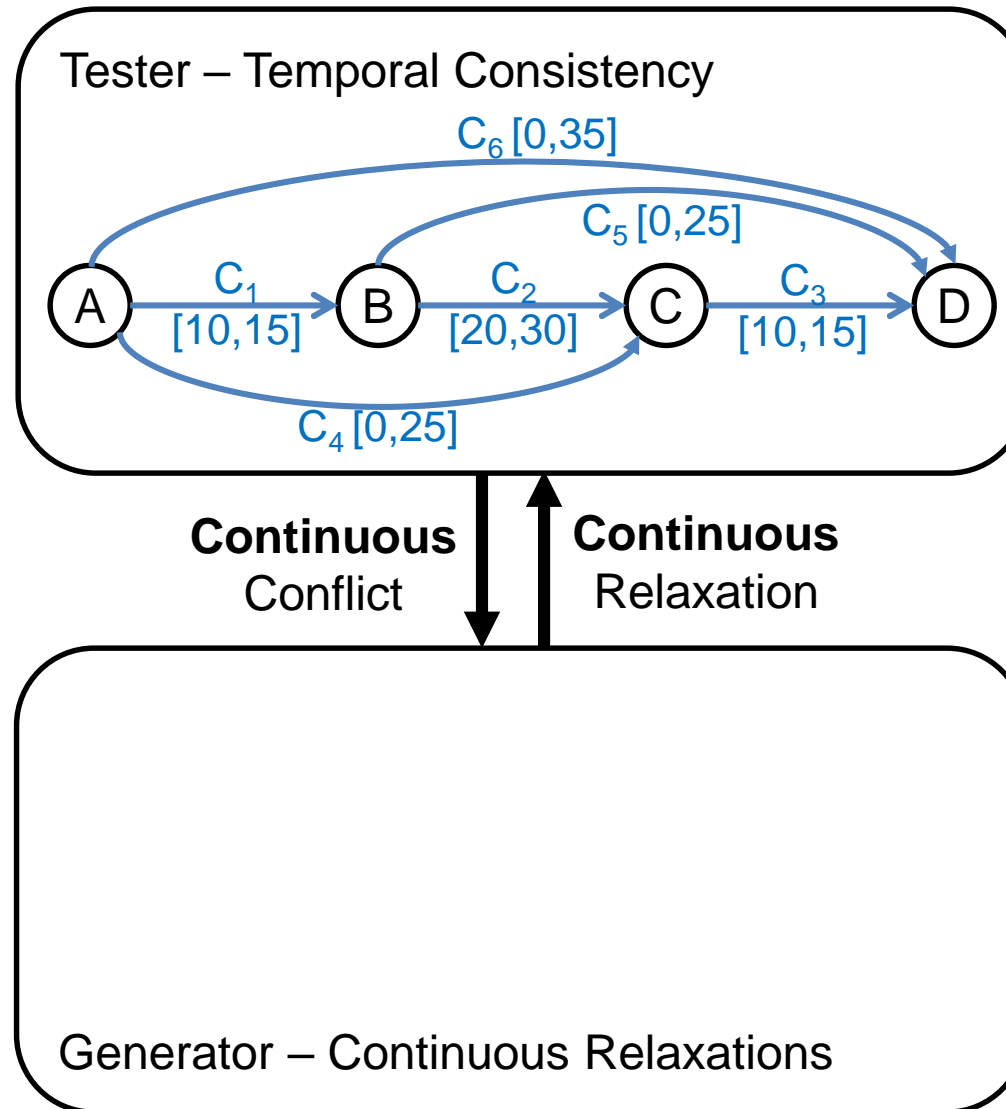 Tester – Temporal Consistency
C₆ [0,35]
C₅ [0,25]
A
C₁
[10,15]
B
C₂
[20,30]
C
C₃
[10,15]
D
C₄ [0,25]
Continuous
Conflict
Continuous
Relaxation
Generator – Continuous Relaxations